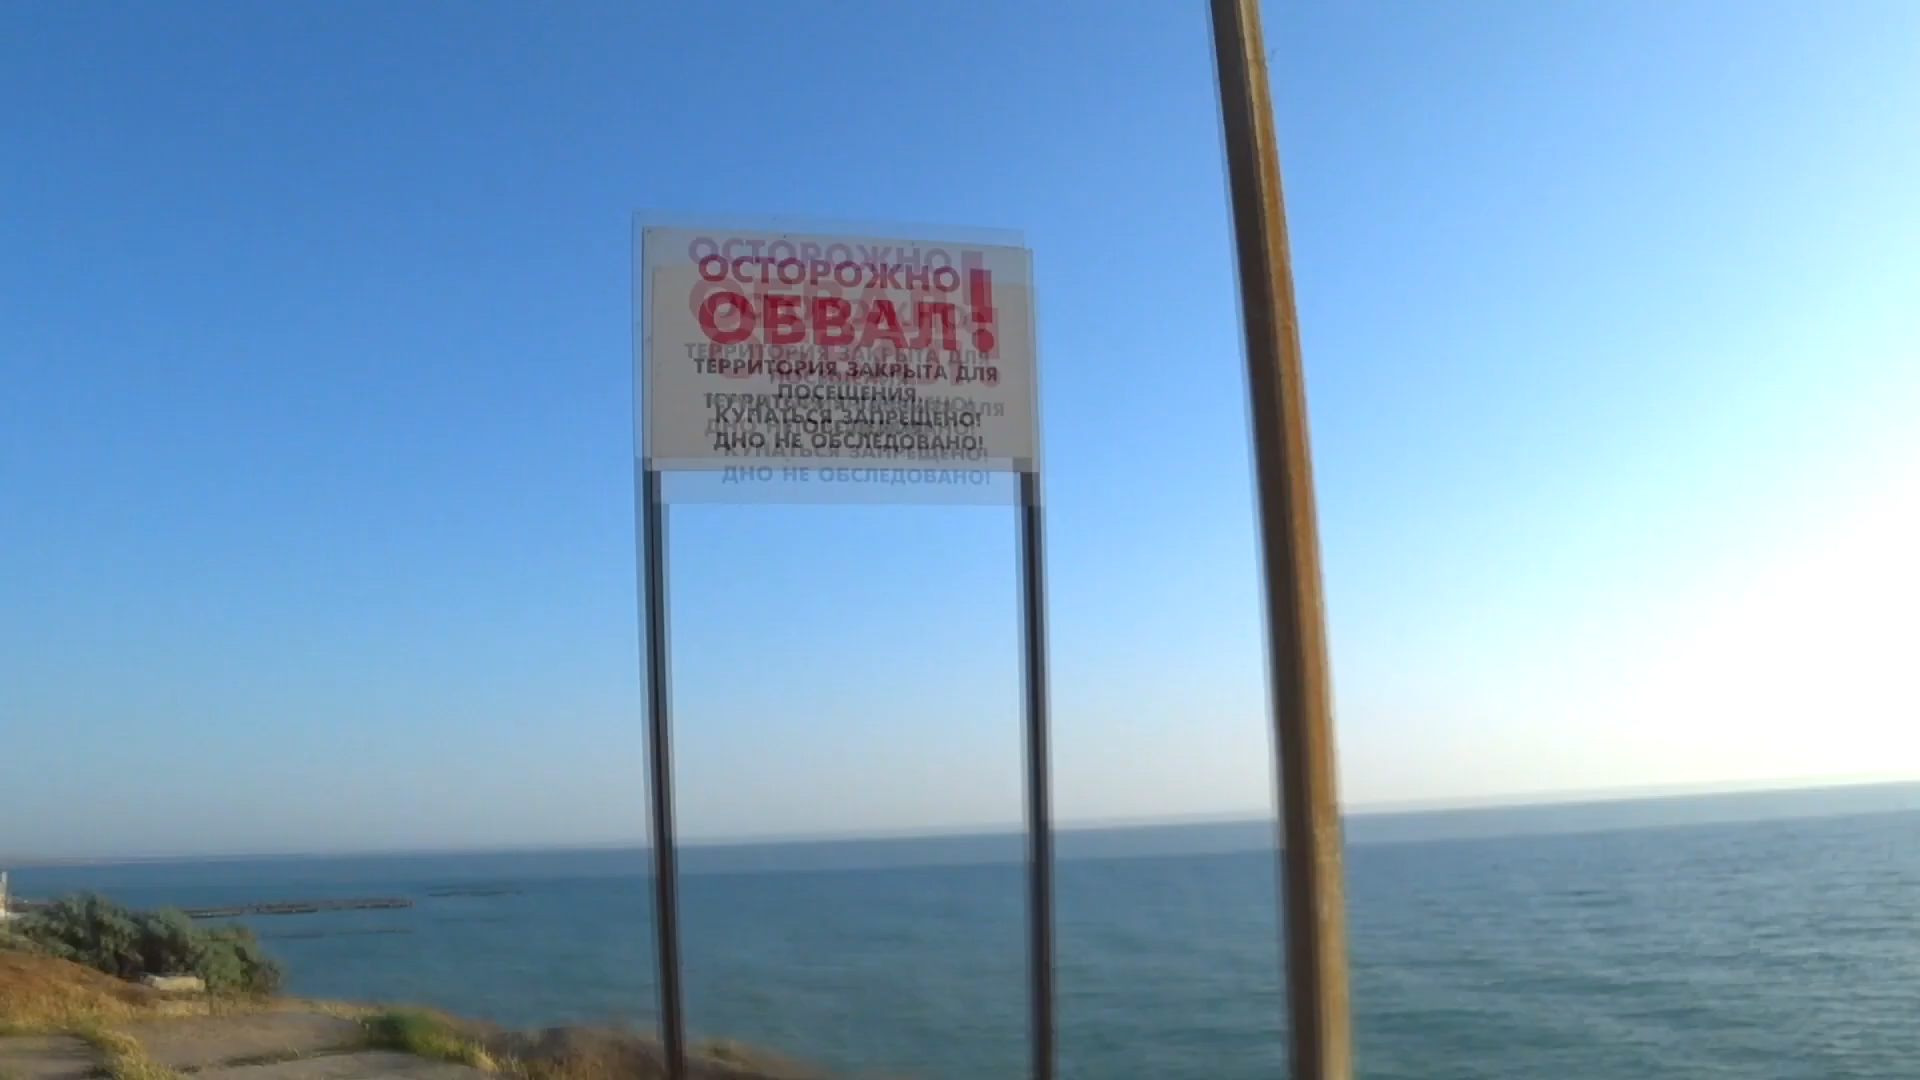 ОСТОРОЖНО
ОБВАЛ!
ТЕРРИТОРИЯ ЗАКРЫТА ДЛЯ
ПОСЕЩЕНИЯ.
КУПАТЬСЯ ЗАПРЕЩЕНО!
ДНО НЕ ОБСЛЕДОВАНО!